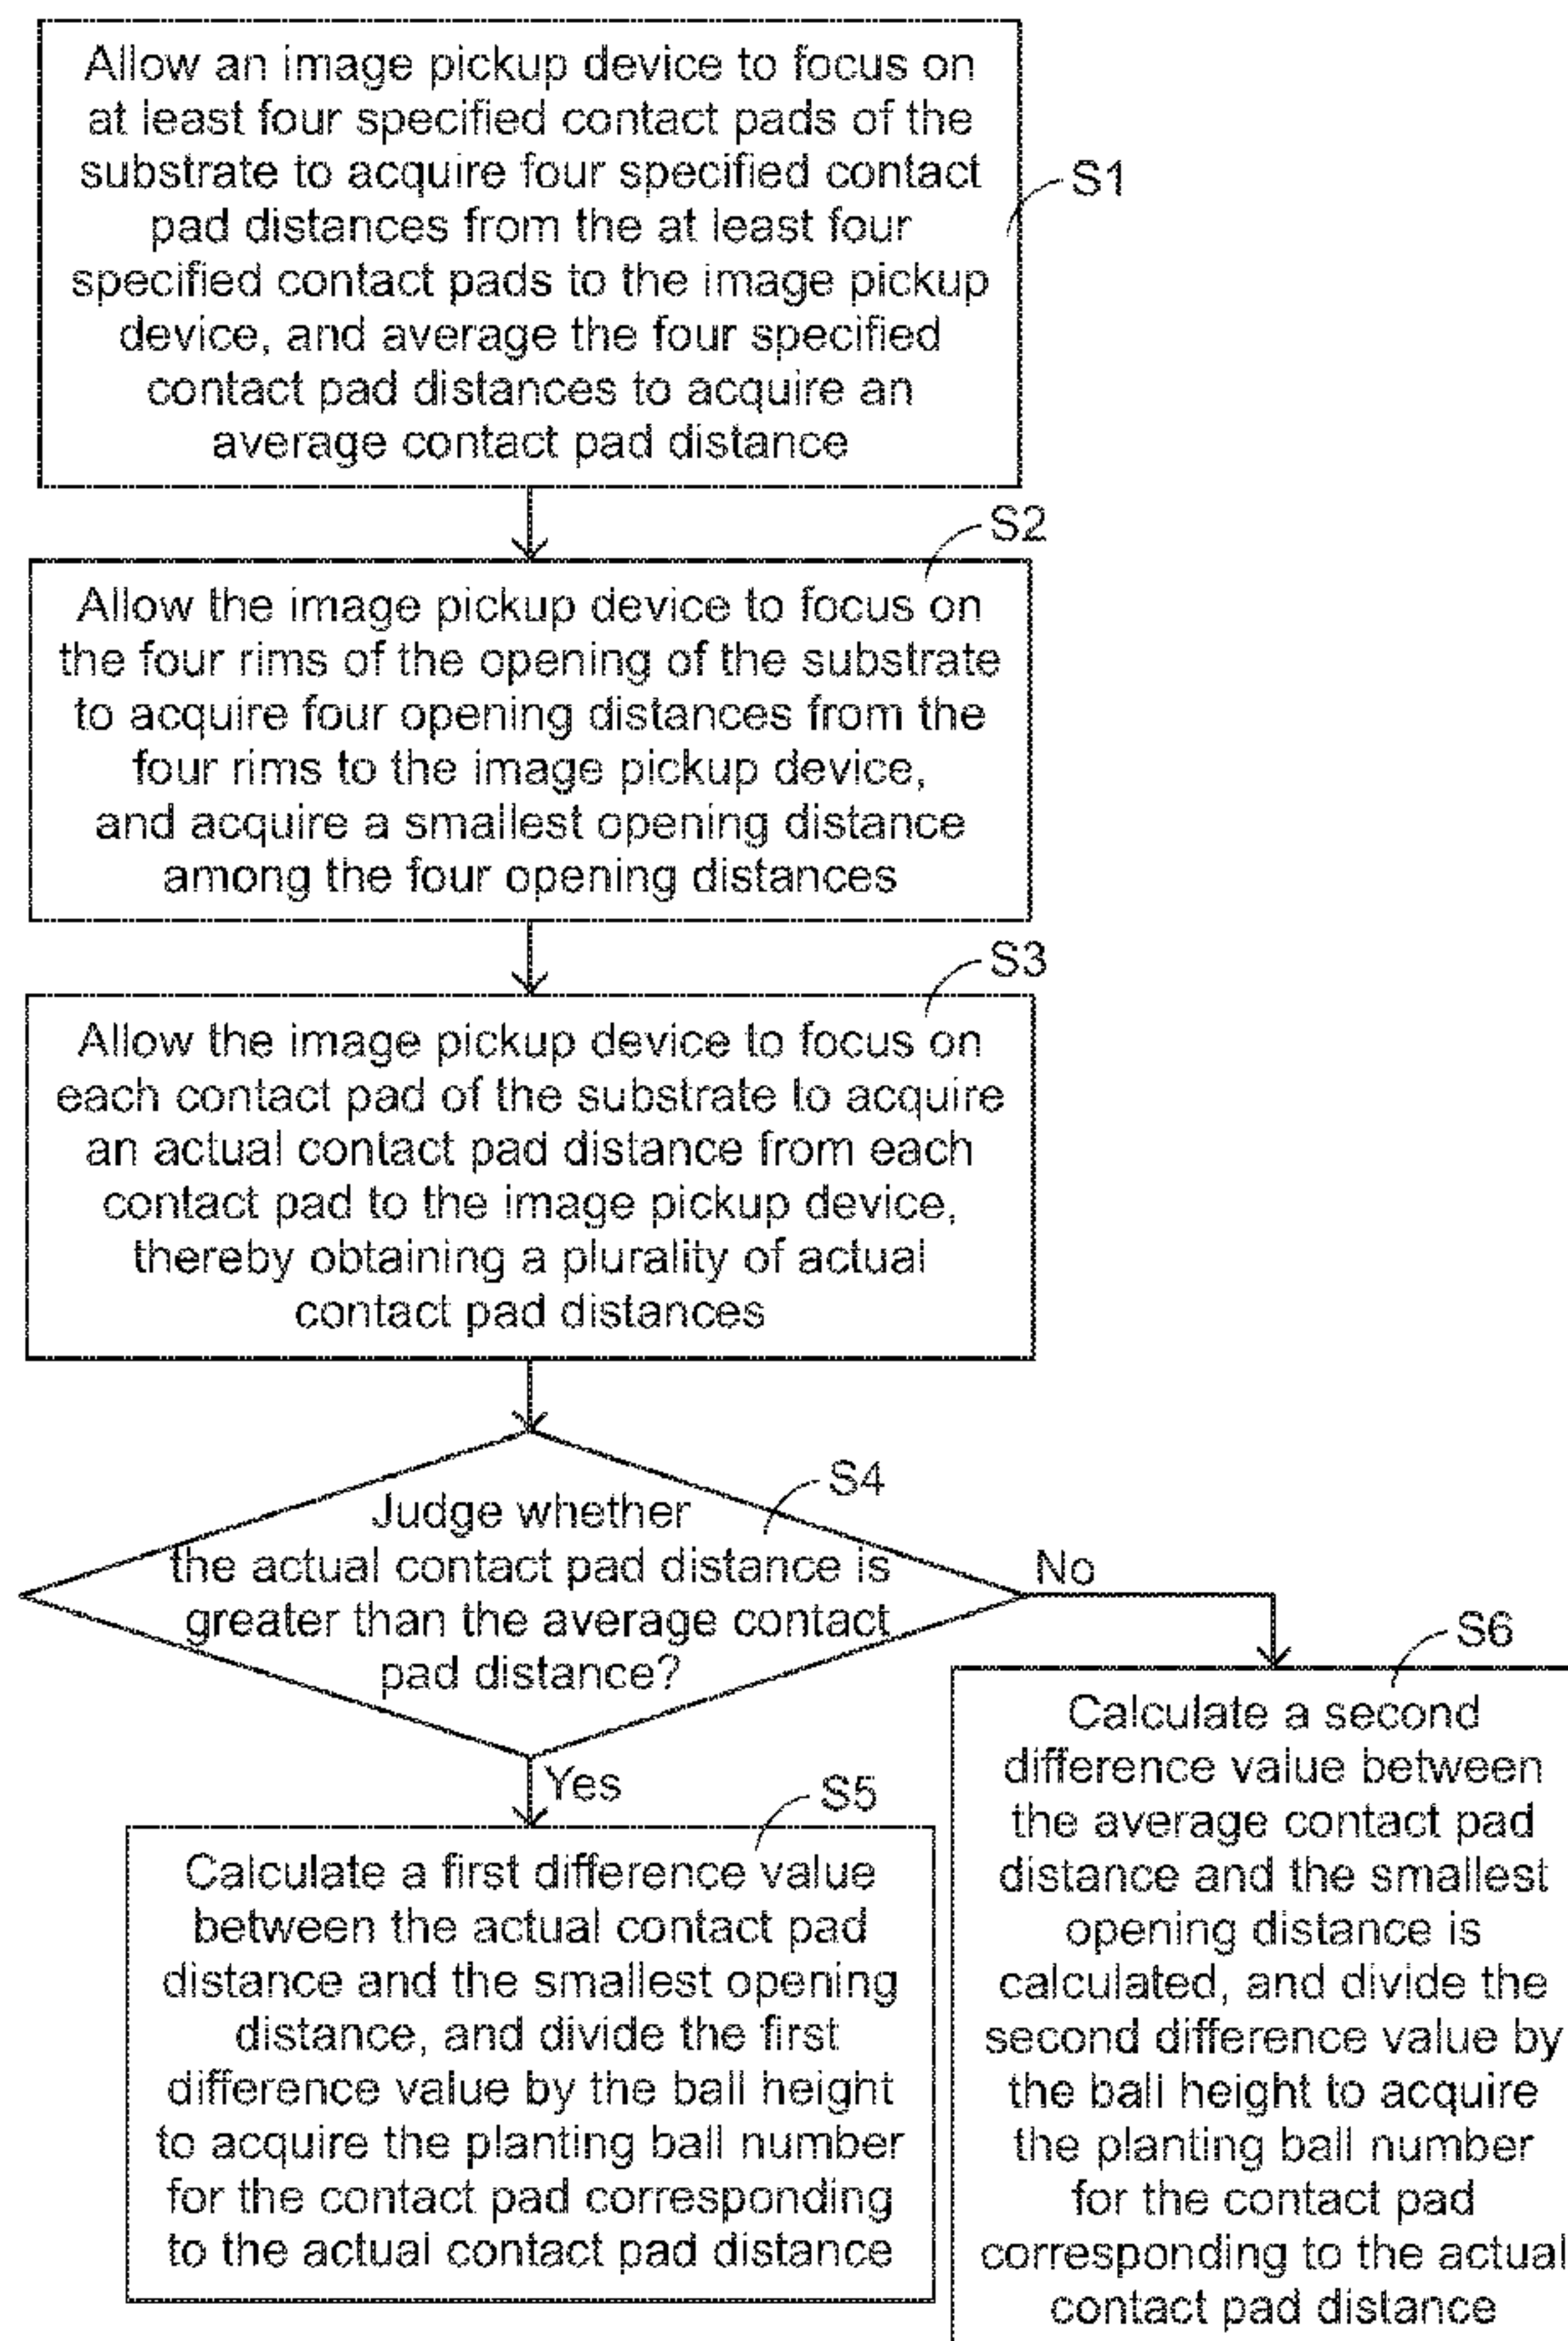 Allow an image pickup device to focus on
at least four specified contact pads of the
substrate to acquire four specified contact
pad distances from the at least four
specified contact pads to the image pickup
device, and average the four specified
contact pad distances to acquire an
average contact pad distance
S1
S2
Allow the image pickup device to focus on
the four rims of the opening of the substrate
to acquire four opening distances from the
four rims to the image pickup device,
and acquire a smallest opening distance
among the four opening distances
S3
Allow the image pickup device to focus on
each contact pad of the substrate to acquire
an actual contact pad distance from each
contact pad to the image pickup device,
thereby obtaining a plurality of actual
contact pad distances
S4
Judge whether
the actual contact pad distance is
greater than the average contact
pad distance?
No
Yes
S5
Calculate a first difference value
between the actual contact pad
distance and the smallest opening
distance, and divide the first
difference value by the ball height
to acquire the planting ball number
for the contact pad corresponding
to the actual contact pad distance
S6
Calculate a second
difference value between
the average contact pad
distance and the smallest
opening distance is
calculated, and divide the
second difference value by
the ball height to acquire
the planting ball number
for the contact pad
corresponding to the actual
contact pad distance